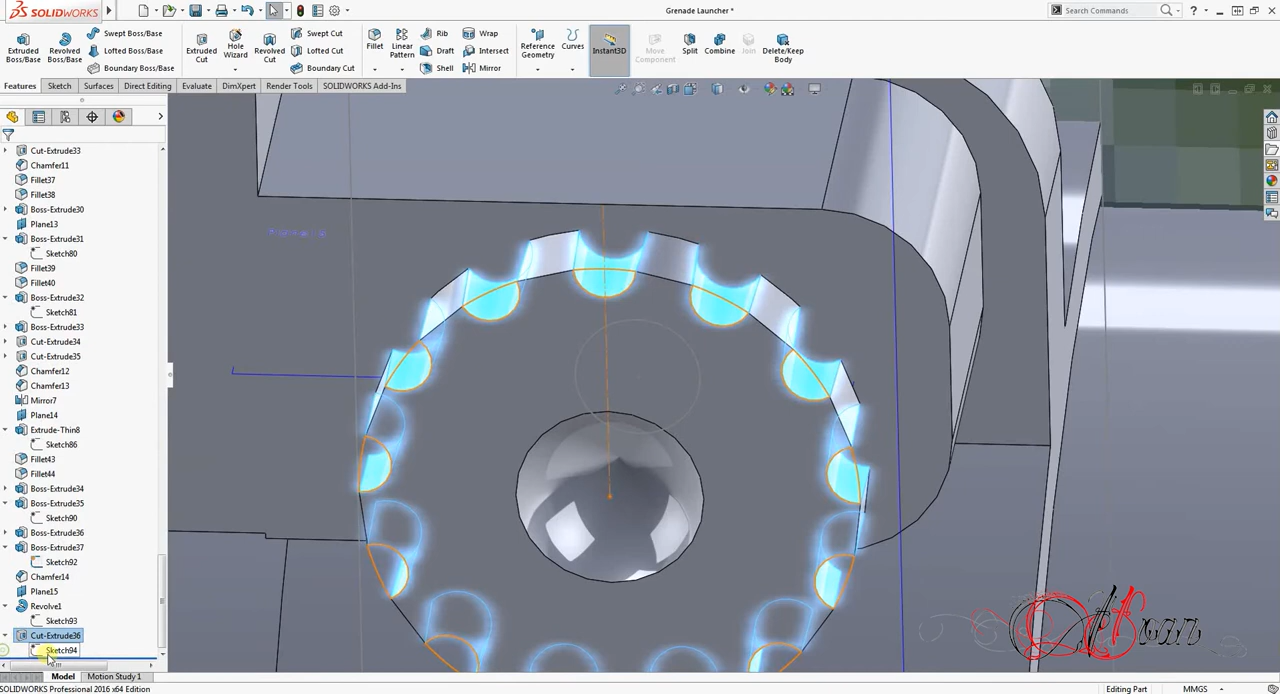 SOLIDWORKS
Grenade Launcher *
Search Commands
Extruded Boss/Base
Revolved Boss/Base
Swept Boss/Base
Lofted Boss/Base
Boundary Boss/Base
Extruded Cut
Hole Wizard
Revolved Cut
Swept Cut
Lofted Cut
Boundary Cut
Fillet
Linear Pattern
Rib
Draft
Shell
Wrap
Intersect
Mirror
Reference Geometry
Curves
Instant3D
Move Component
Split
Combine
Join
Delete/Keep Body
Features
Sketch
Surfaces
Direct Editing
Evaluate
DimXpert
Render Tools
SOLIDWORKS Add-Ins
Cut-Extrude33
Chamfer11
Fillet37
Fillet38
Boss-Extrude30
Plane13
Boss-Extrude31
Sketch80
Fillet39
Fillet40
Boss-Extrude32
Sketch81
Boss-Extrude33
Cut-Extrude34
Cut-Extrude35
Chamfer12
Chamfer13
Mirror7
Plane14
Extrude-Thin8
Sketch86
Fillet43
Fillet44
Boss-Extrude34
Boss-Extrude35
Sketch90
Boss-Extrude36
Boss-Extrude37
Sketch92
Chamfer14
Plane15
Revolve1
Sketch93
Cut-Extrude36
Sketch94
Model
Motion Study 1
SOLIDWORKS Professional 2016 x64 Edition
Editing Part
MMGS